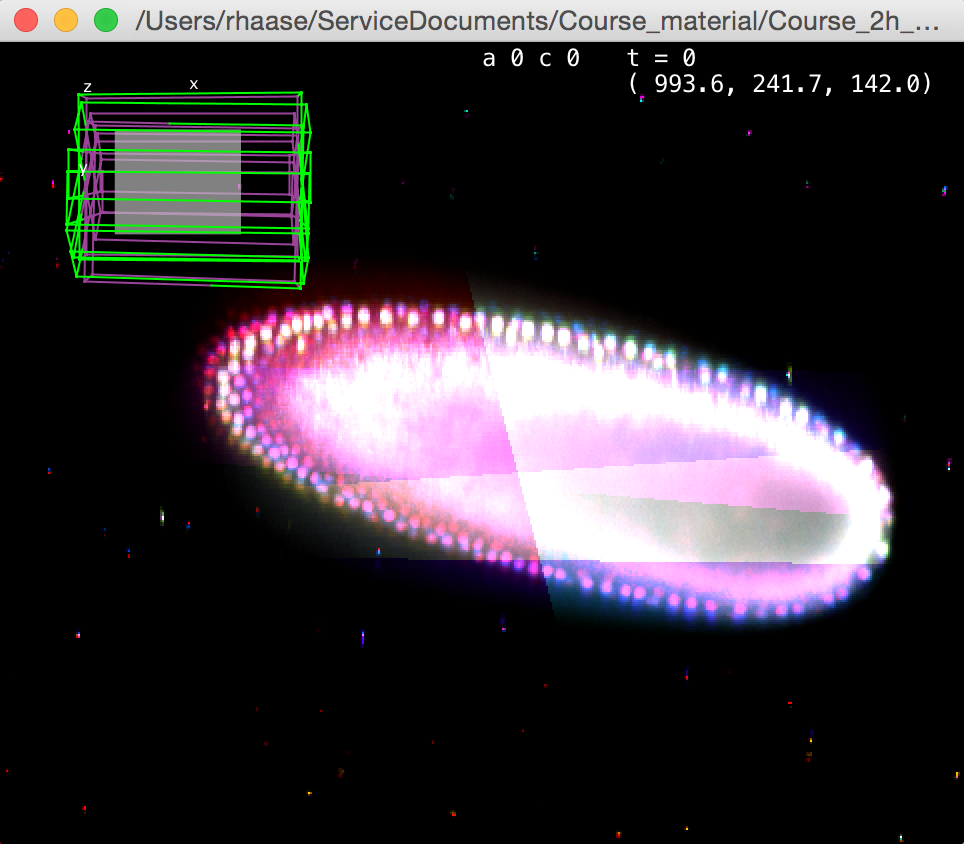 /Users/rhaase/ServiceDocuments/Course_material/Course_2h_...
a 0 c 0 t = 0
( 993.6, 241.7, 142.0)
z x
y